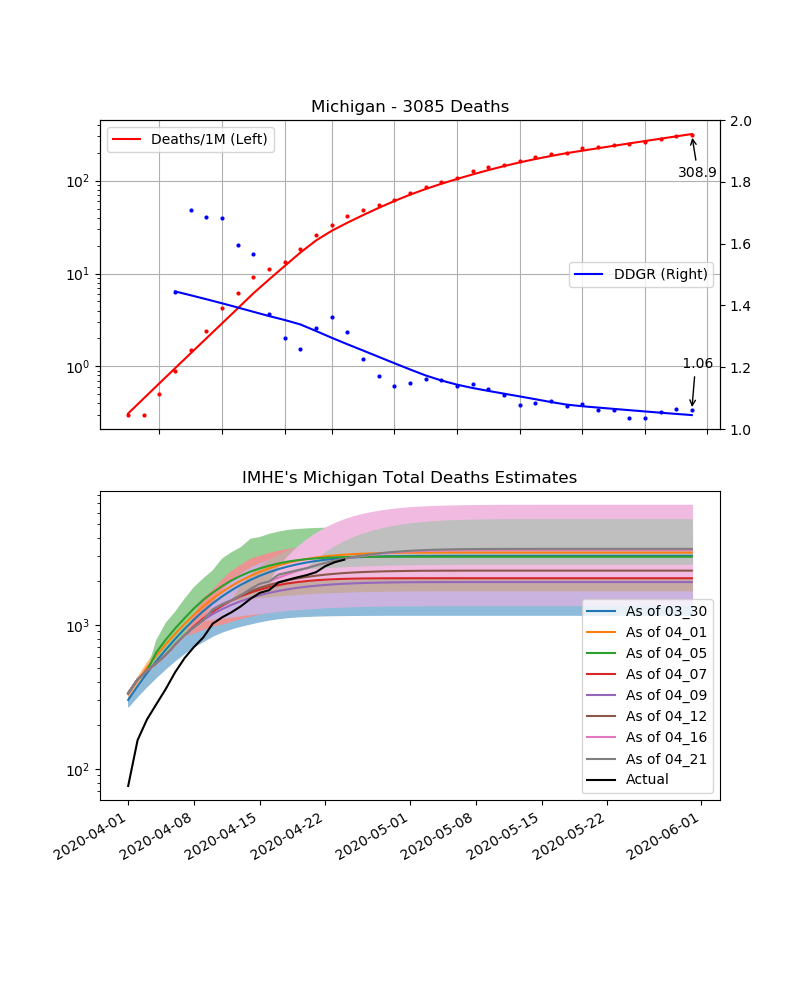 Michigan - 3085 Deaths
Deaths/1M (Left)
DDGR (Right)
308.9
1.06
10²
10¹
10⁰
2.0
1.8
1.6
1.4
1.2
1.0
IMHE's Michigan Total Deaths Estimates
10³
10²
As of 03_30
As of 04_01
As of 04_05
As of 04_07
As of 04_09
As of 04_12
As of 04_16
As of 04_21
Actual
2020-04-01
2020-04-08
2020-04-15
2020-04-22
2020-05-01
2020-05-08
2020-05-15
2020-05-22
2020-06-01